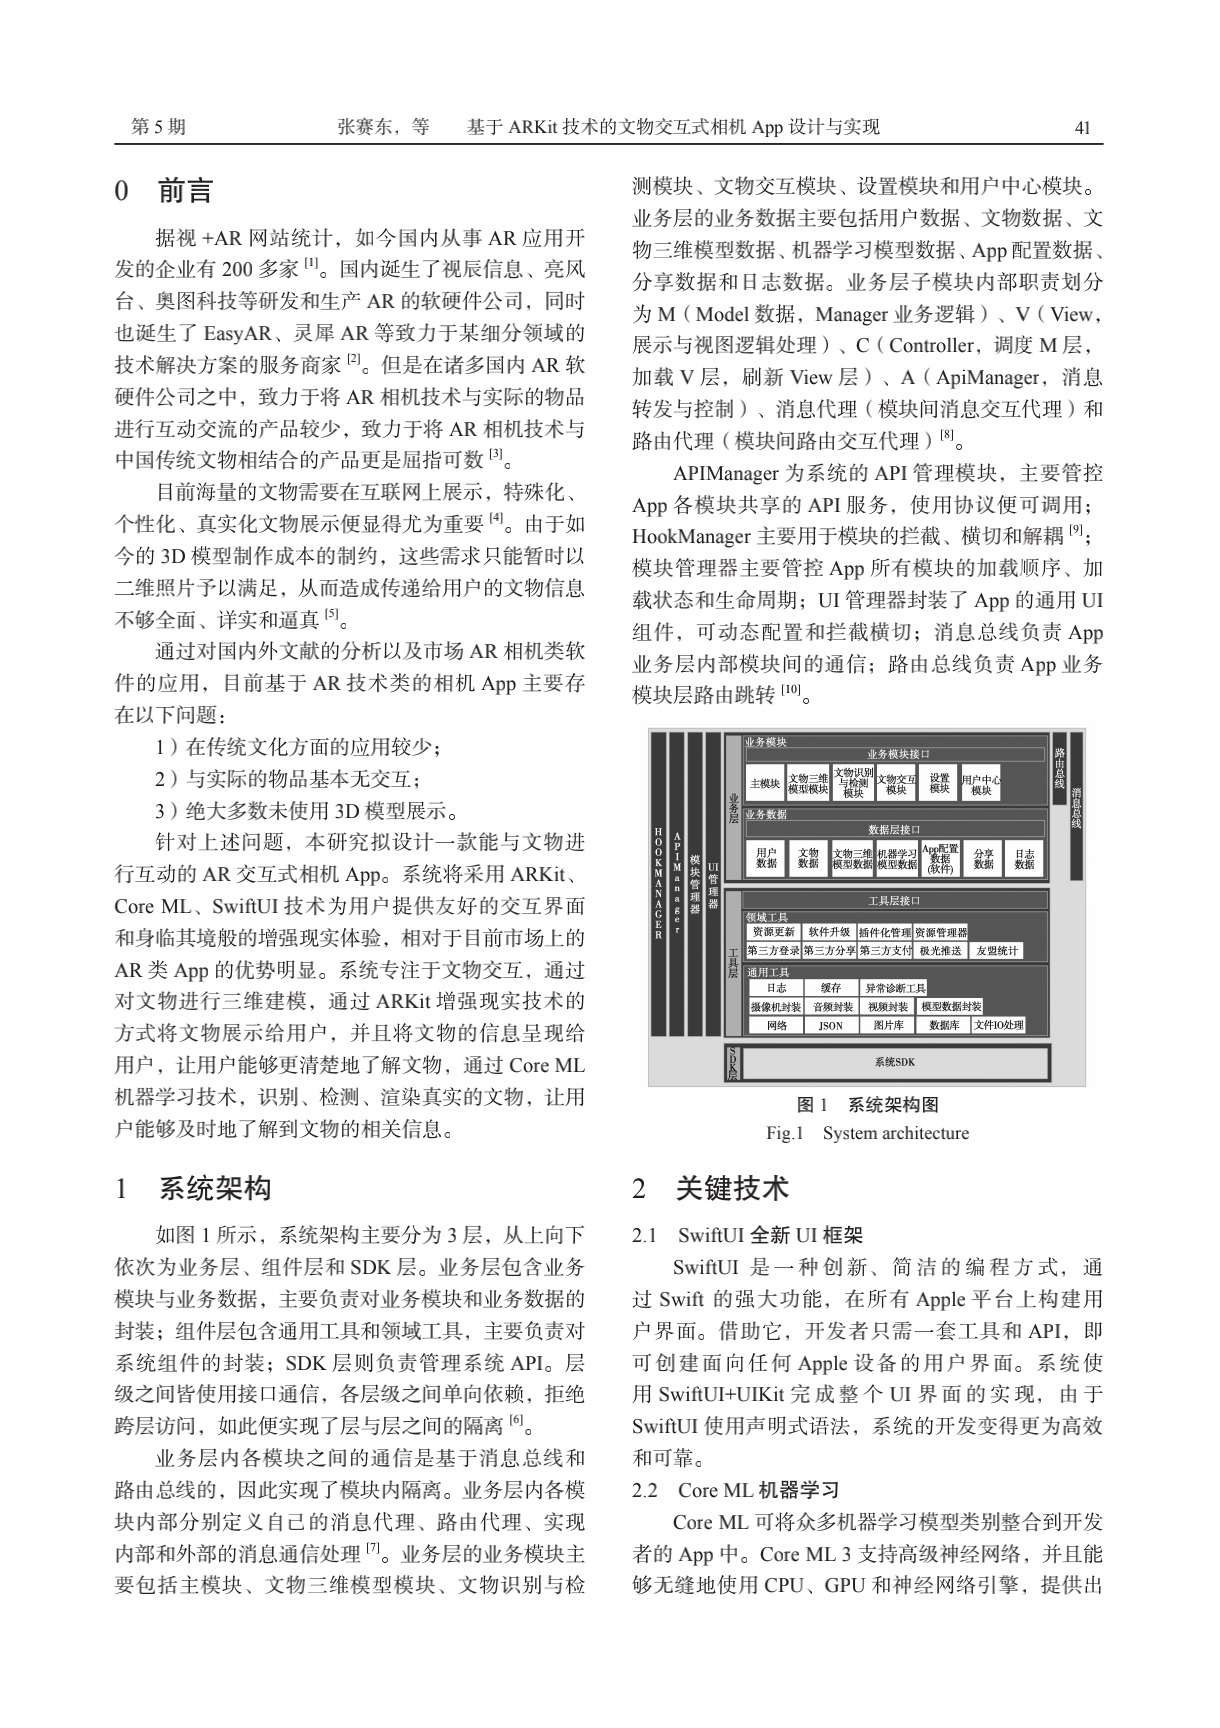 第 5 期 张赛东，等 基于 ARKit 技术的文物交互式相机 App 设计与实现 41
0 前言
据视 +AR 网站统计，如今国内从事 AR 应用开
发的企业有 200 多家 [1]。国内诞生了视辰信息、亮风
台、奥图科技等研发和生产 AR 的软硬件公司，同时
也诞生了 EasyAR、灵犀 AR 等致力于某细分领域的
技术解决方案的服务商家 [2]。但是在诸多国内 AR 软
硬件公司之中，致力于将 AR 相机技术与实际的物品
进行互动交流的产品较少，致力于将 AR 相机技术与
中国传统文物相结合的产品更是屈指可数 [3]。
目前海量的文物需要在互联网上展示，特殊化、
个性化、真实化文物展示便显得尤为重要 [4]。由于如
今的 3D 模型制作成本的制约，这些需求只能暂时以
二维照片予以满足，从而造成传递给用户的文物信息
不够全面、详实和逼真 [5]。
通过对国内外文献的分析以及市场 AR 相机类软
件的应用，目前基于 AR 技术类的相机 App 主要存
在以下问题：
1）在传统文化方面的应用较少；
2）与实际的物品基本无交互；
3）绝大多数未使用 3D 模型展示。
针对上述问题，本研究拟设计一款能与文物进
行互动的 AR 交互式相机 App。系统将采用 ARKit、
Core ML、SwiftUI 技术为用户提供友好的交互界面
和身临其境般的增强现实体验，相对于目前市场上的
AR 类 App 的优势明显。系统专注于文物交互，通过
对文物进行三维建模，通过 ARKit 增强现实技术的
方式将文物展示给用户，并且将文物的信息呈现给
用户，让用户能够更清楚地了解文物，通过 Core ML
机器学习技术，识别、检测、渲染真实的文物，让用
户能够及时地了解到文物的相关信息。
1 系统架构
如图 1 所示，系统架构主要分为 3 层，从上向下
依次为业务层、组件层和 SDK 层。业务层包含业务
模块与业务数据，主要负责对业务模块和业务数据的
封装；组件层包含通用工具和领域工具，主要负责对
系统组件的封装；SDK 层则负责管理系统 API。层
级之间皆使用接口通信，各层级之间单向依赖，拒绝
跨层访问，如此便实现了层与层之间的隔离 [6]。
业务层内各模块之间的通信是基于消息总线和
路由总线的，因此实现了模块内隔离。业务层内各模
块内部分别定义自己的消息代理、路由代理、实现
内部和外部的消息通信处理 [7]。业务层的业务模块主
要包括主模块、文物三维模型模块、文物识别与检
测模块、文物交互模块、设置模块和用户中心模块。
业务层的业务数据主要包括用户数据、文物数据、文
物三维模型数据、机器学习模型数据、App 配置数据、
分享数据和日志数据。业务层子模块内部职责划分
为 M（Model 数据，Manager 业务逻辑）、V（View，
展示与视图逻辑处理）、C（Controller，调度 M 层，
加载 V 层，刷新 View 层）、A（ApiManager，消息
转发与控制）、消息代理（模块间消息交互代理）和
路由代理（模块间路由交互代理）[8]。
APIManager 为系统的 API 管理模块，主要管控
App 各模块共享的 API 服务，使用协议便可调用；
HookManager 主要用于模块的拦截、横切和解耦 [9]；
模块管理器主要管控 App 所有模块的加载顺序、加
载状态和生命周期；UI 管理器封装了 App 的通用 UI
组件，可动态配置和拦截横切；消息总线负责 App
业务层内部模块间的通信；路由总线负责 App 业务
模块层路由跳转 [10]。
HOOKMANAGER
APIManager
模块管理器
UI管理器
业务层
业务模块
业务模块接口
主模块 文物三维模型模块 文物识别与检测模块 文物交互模块 设置模块 用户中心模块
业务数据
数据层接口
用户数据 文物数据 文物三维模型数据 机器学习模型数据 App配置数据(软件) 分享数据 日志数据
路由总线
消息总线
工具层
工具层接口
领域工具
资源更新 软件升级 插件化管理 资源管理器
第三方登录 第三方分享 第三方支付 极光推送 友盟统计
通用工具
日志 缓存 异常诊断工具
摄像机封装 音频封装 视频封装 模型数据封装
网络 JSON 图片库 数据库 文件IO处理
SDK层
系统SDK
图 1 系统架构图
Fig.1 System architecture
2 关键技术
2.1 SwiftUI 全新 UI 框架
SwiftUI 是一种创新、简洁的编程方式，通
过 Swift 的强大功能，在所有 Apple 平台上构建用
户界面。借助它，开发者只需一套工具和 API，即
可创建面向任何 Apple 设备的用户界面。系统使
用 SwiftUI+UIKit 完成整个 UI 界面的实现，由于
SwiftUI 使用声明式语法，系统的开发变得更为高效
和可靠。
2.2 Core ML 机器学习
Core ML 可将众多机器学习模型类别整合到开发
者的 App 中。Core ML 3 支持高级神经网络，并且能
够无缝地使用 CPU、GPU 和神经网络引擎，提供出